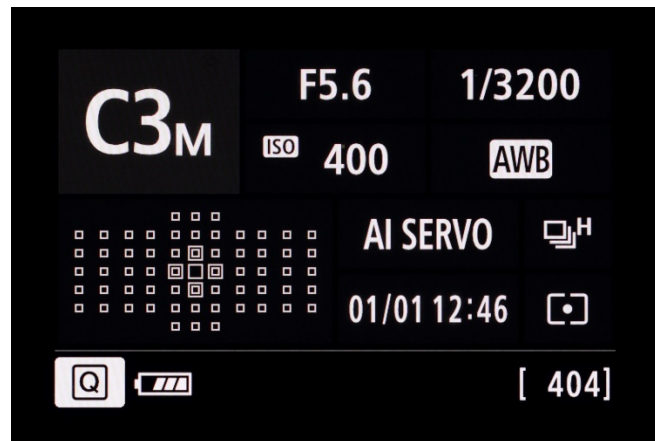 C3M
F5.6 1/3200
ISO 400 AWB
AI SERVO H
01/01 12:46
Q [ 404]